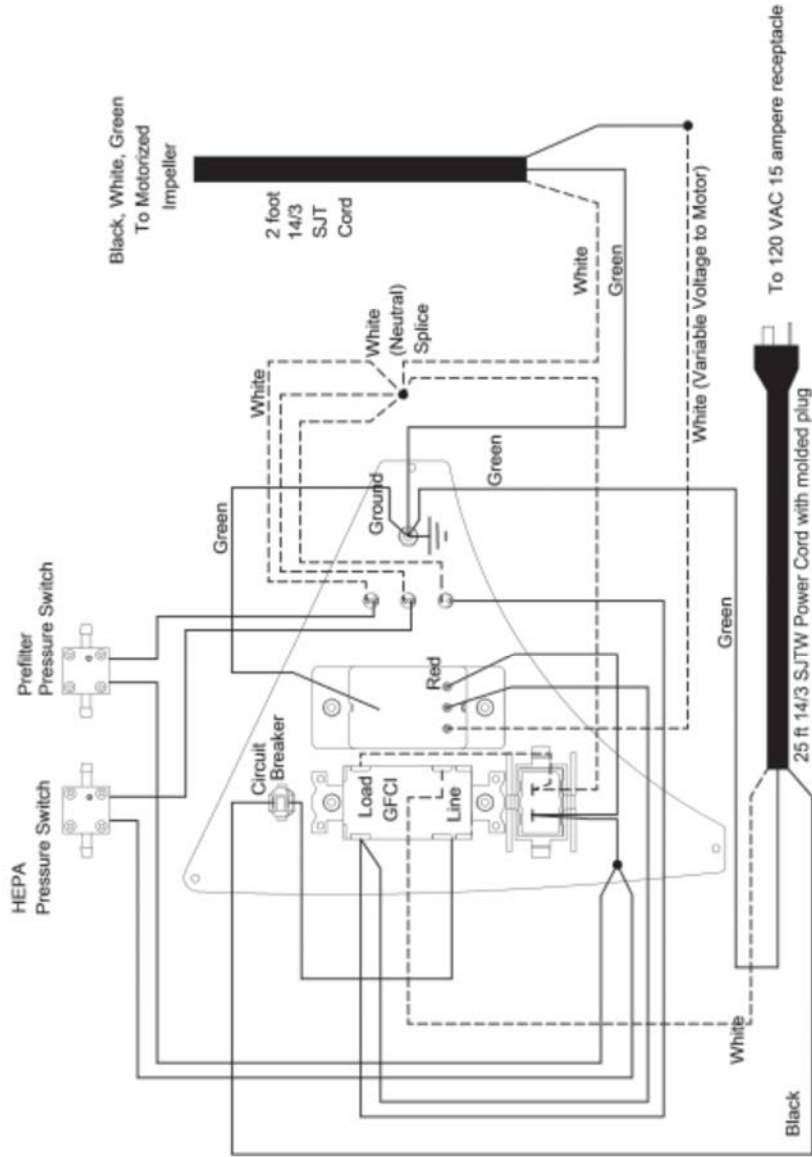 Black, White, Green
To Motorized
Impeller
2 foot
14/3
SJT
Cord
White
(Neutral)
Splice
White
White
Green
White (Variable Voltage to Motor)
To 120 VAC 15 ampere receptacle
25 ft 14/3 SJTW Power Cord with molded plug
Green
Ground
Green
Green
Prefilter
Pressure Switch
HEPA
Pressure Switch
Circuit
Breaker
Red
Load
GFCI
Line
White
Black